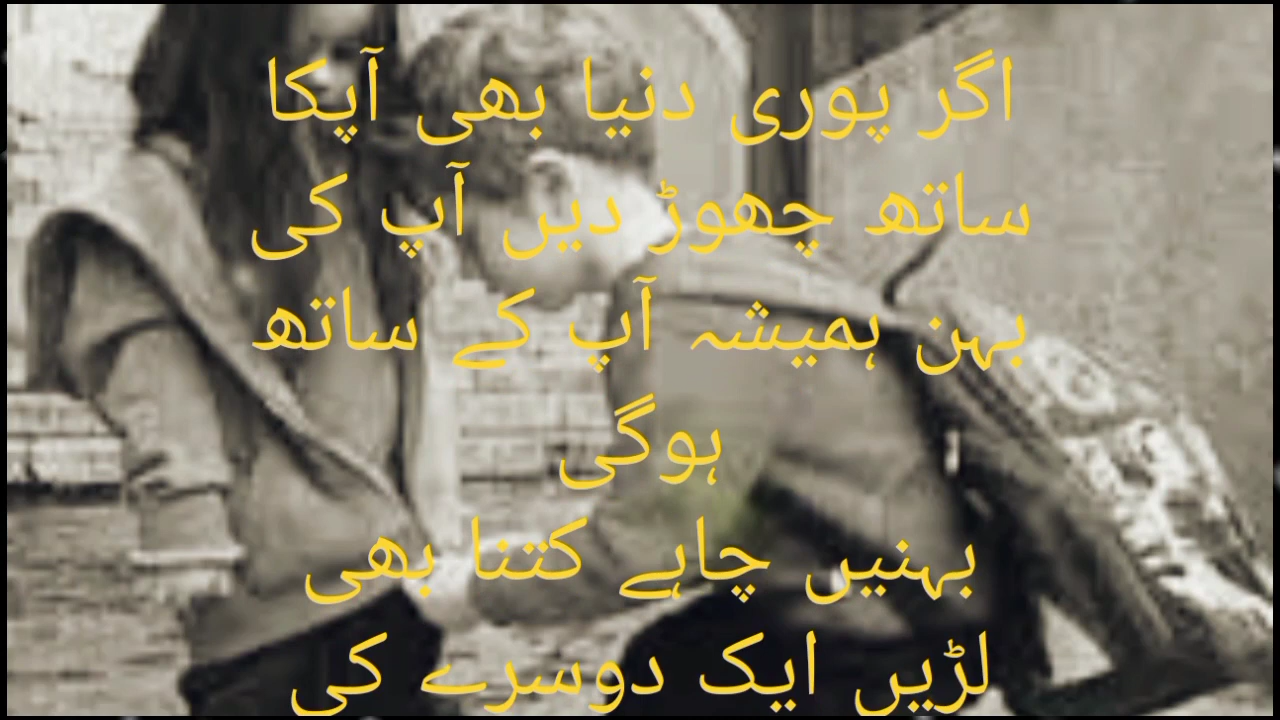 اگر پوری دنیا بھی آپکا
ساتھ چھوڑ دیں آپ کی
بہن ہمیشہ آپ کے ساتھ
ہوگی
بہنیں چاہے کتنا بھی
لڑیں ایک دوسرے کی